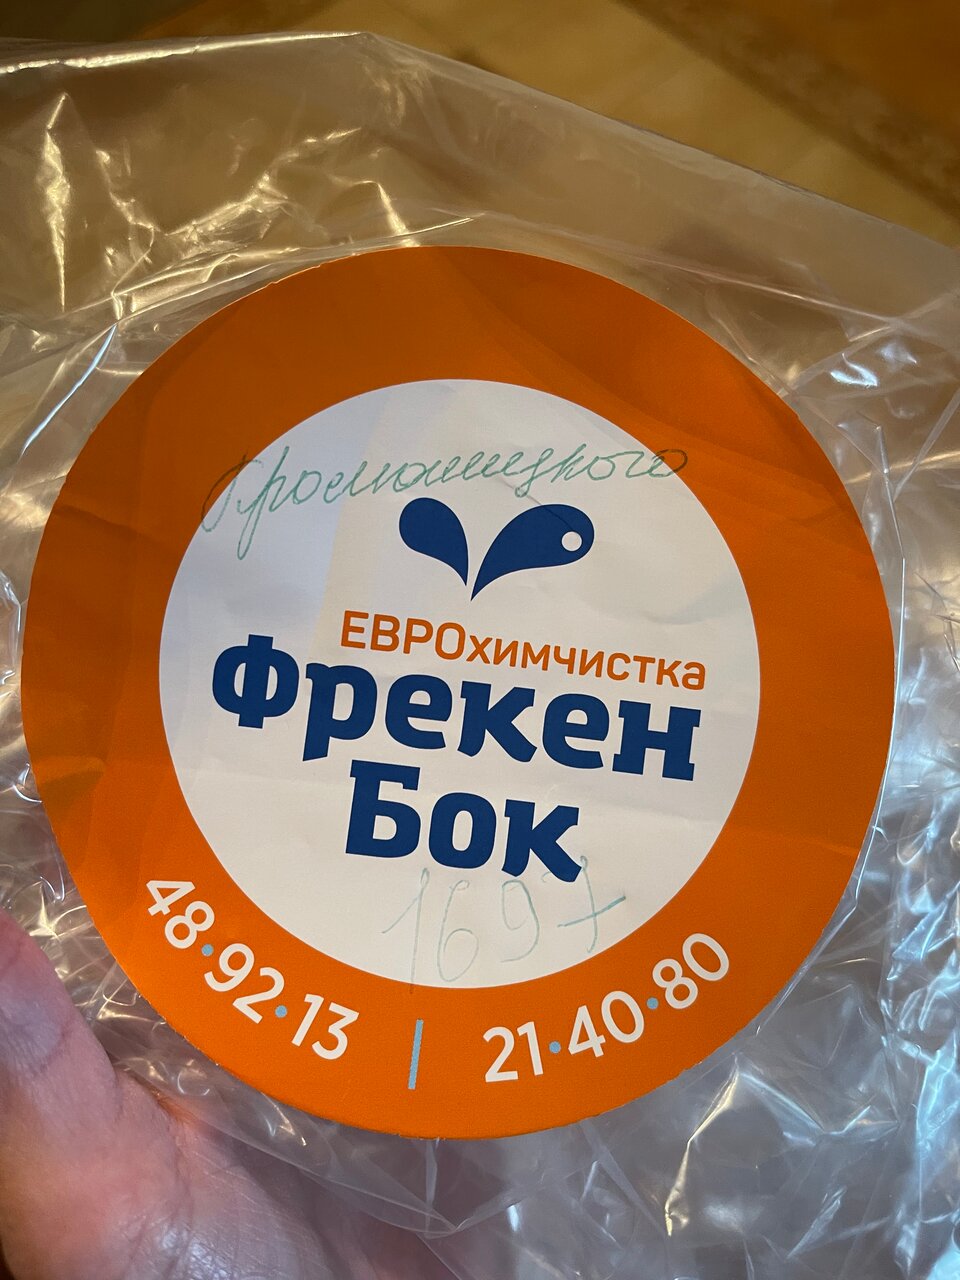 ЕВРОхимчистка
Фрекен
Бок
1697
48·92·13 | 21·40·80